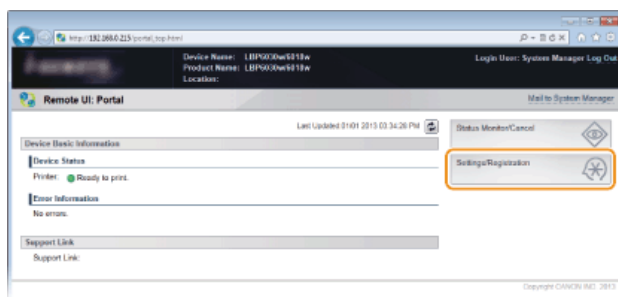 http://192.168.0.215/portal_top.html
Device Name: LBP6030w/6018w
Product Name: LBP6030w/6018w
Location:
Login User: System Manager Log Out
Remote UI: Portal
Mail to System Manager
Last Updated 01/01 2013 03:34:26 PM
Device Basic Information
Device Status
Printer: Ready to print.
Error Information
No errors.
Support Link
Support Link:
Status Monitor/Cancel
Settings/Registration
Copyright CANON INC. 2013